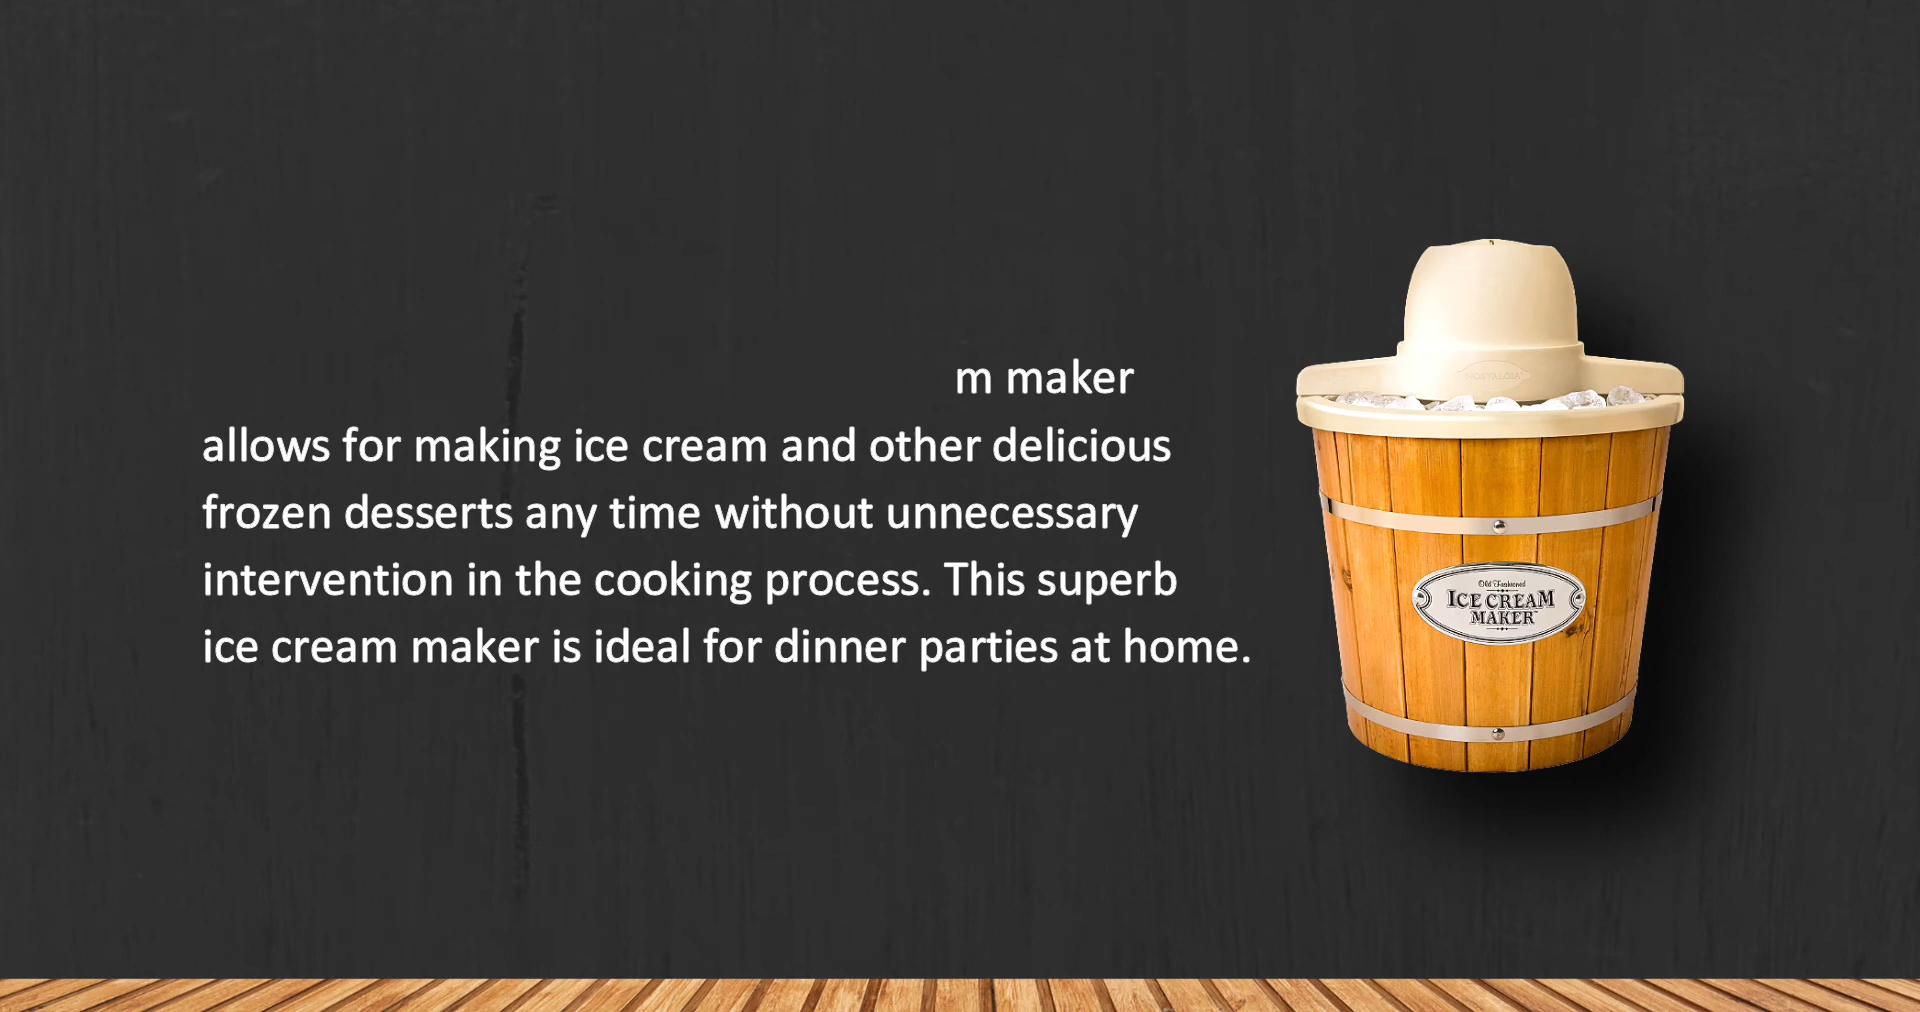 m maker
allows for making ice cream and other delicious
frozen desserts any time without unnecessary
intervention in the cooking process. This superb
ice cream maker is ideal for dinner parties at home.
NOSTALGIA
Old Fashioned
ICE CREAM
MAKER